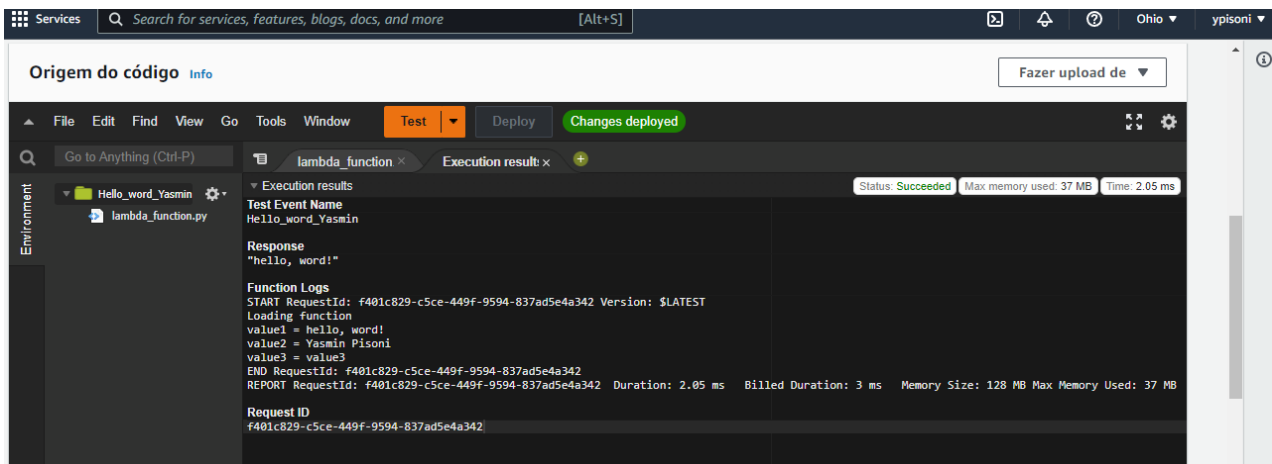 Services Search for services, features, blogs, docs, and more [Alt+S] Ohio ▼ ypisoni ▼
Origem do código Info Fazer upload de ▼
File Edit Find View Go Tools Window Test Deploy Changes deployed
Go to Anything (Ctrl-P) lambda_function × Execution result: ×
Execution results Status: Succeeded Max memory used: 37 MB Time: 2.05 ms
Environment
Hello_word_Yasmin
lambda_function.py
Test Event Name
Hello_word_Yasmin
Response
"hello, word!"
Function Logs
START RequestId: f401c829-c5ce-449f-9594-837ad5e4a342 Version: $LATEST
Loading function
value1 = hello, word!
value2 = Yasmin Pisoni
value3 = value3
END RequestId: f401c829-c5ce-449f-9594-837ad5e4a342
REPORT RequestId: f401c829-c5ce-449f-9594-837ad5e4a342 Duration: 2.05 ms Billed Duration: 3 ms Memory Size: 128 MB Max Memory Used: 37 MB
Request ID
f401c829-c5ce-449f-9594-837ad5e4a342